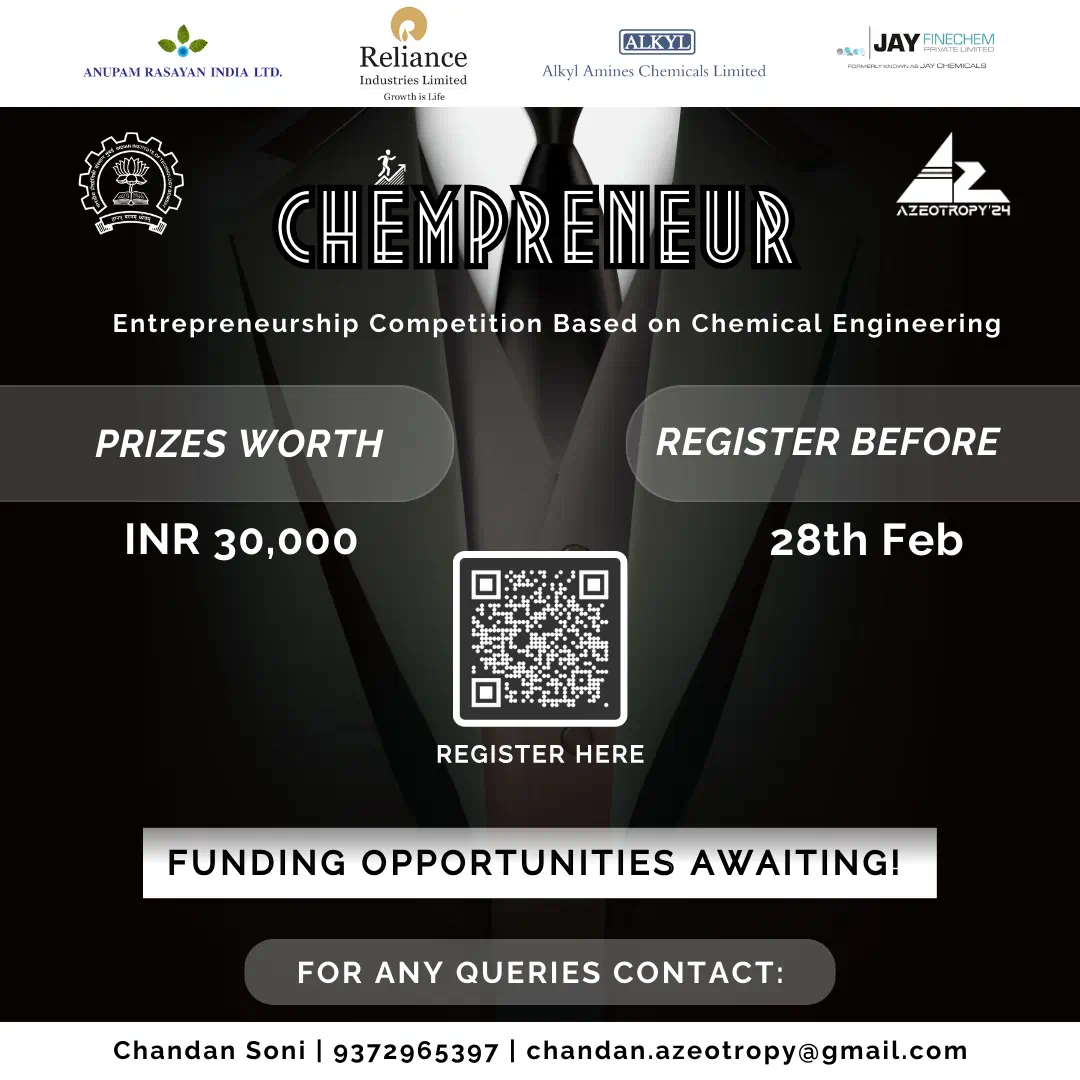 ANUPAM RASAYAN INDIA LTD.
Reliance
Industries Limited
Growth is Life
ALKYL
Alkyl Amines Chemicals Limited
JAY FINECHEM
PRIVATE LIMITED
FORMERLY KNOWN AS JAY CHEMICALS
AZEOTROPY'24
CHEMPRENEUR
Entrepreneurship Competition Based on Chemical Engineering
PRIZES WORTH
REGISTER BEFORE
INR 30,000
28th Feb
REGISTER HERE
FUNDING OPPORTUNITIES AWAITING!
FOR ANY QUERIES CONTACT:
Chandan Soni | 9372965397 | chandan.azeotropy@gmail.com